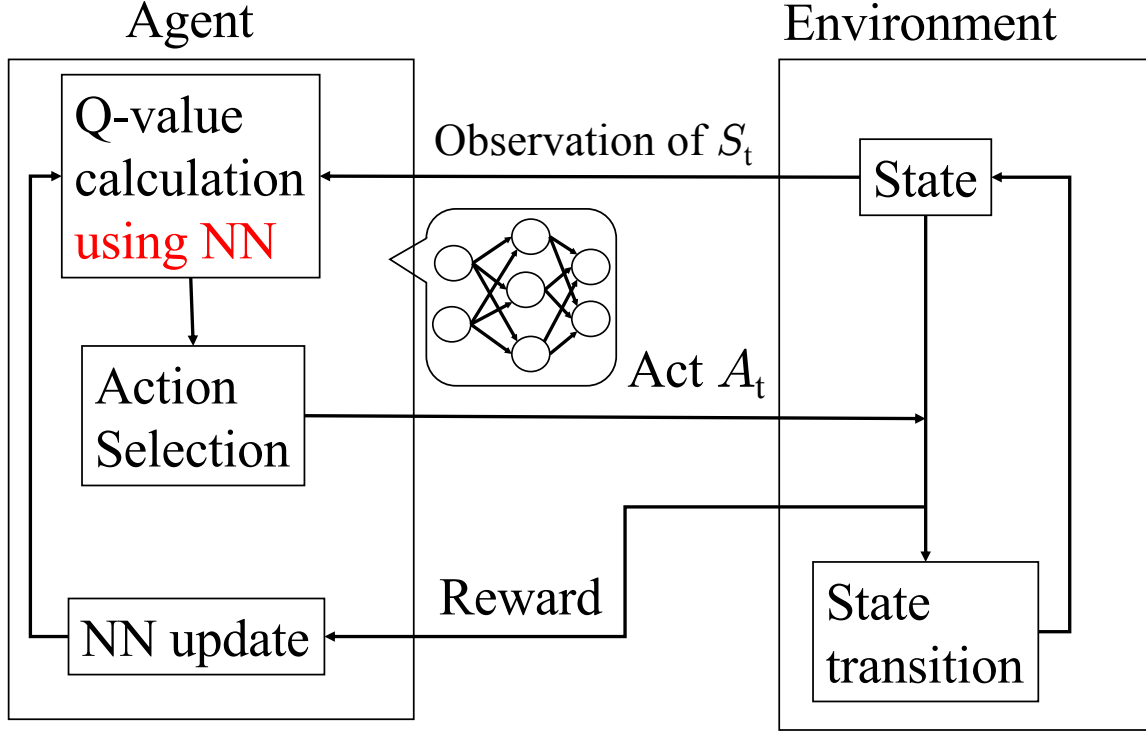 Agent
Environment
Q-value
calculation
using NN
Observation of Sₜ
State
Action
Selection
Act Aₜ
Reward
NN update
State
transition